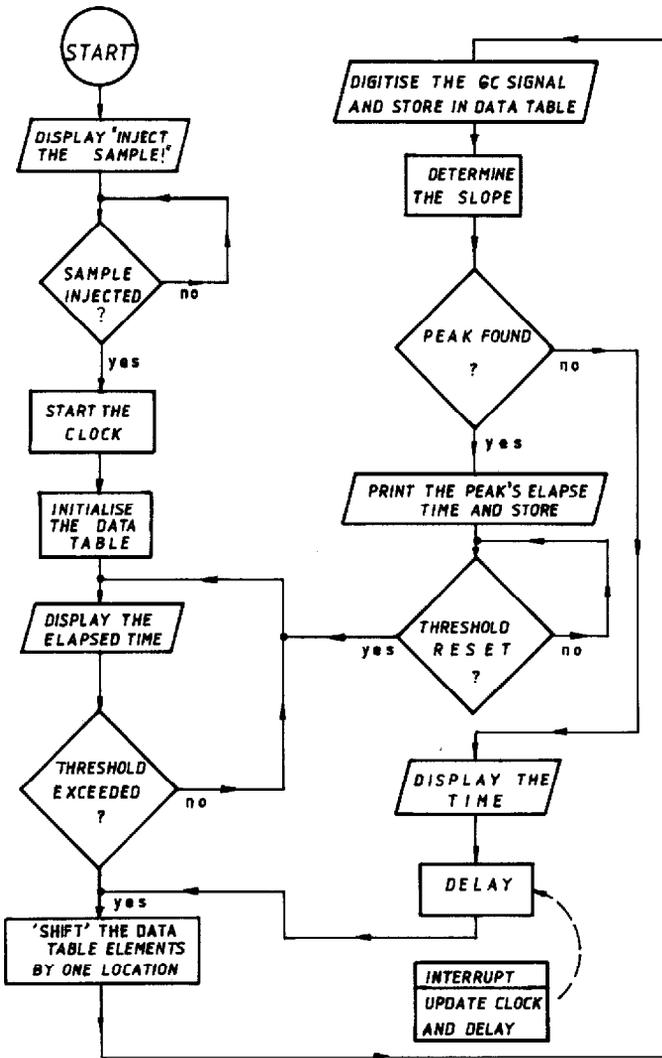 START
DISPLAY "INJECT
THE SAMPLE!"
SAMPLE
INJECTED
?
no
yes
START THE
CLOCK
INITIALISE
THE DATA
TABLE
DISPLAY THE
ELAPSED TIME
THRESHOLD
EXCEEDED
?
no
yes
'SHIFT' THE DATA
TABLE ELEMENTS
BY ONE LOCATION
DIGITISE THE GC SIGNAL
AND STORE IN DATA TABLE
DETERMINE
THE SLOPE
PEAK FOUND
?
no
yes
PRINT THE PEAK'S ELAPSE
TIME AND STORE
THRESHOLD
RESET
?
yes
no
DISPLAY THE
TIME
DELAY
INTERRUPT
UPDATE CLOCK
AND DELAY